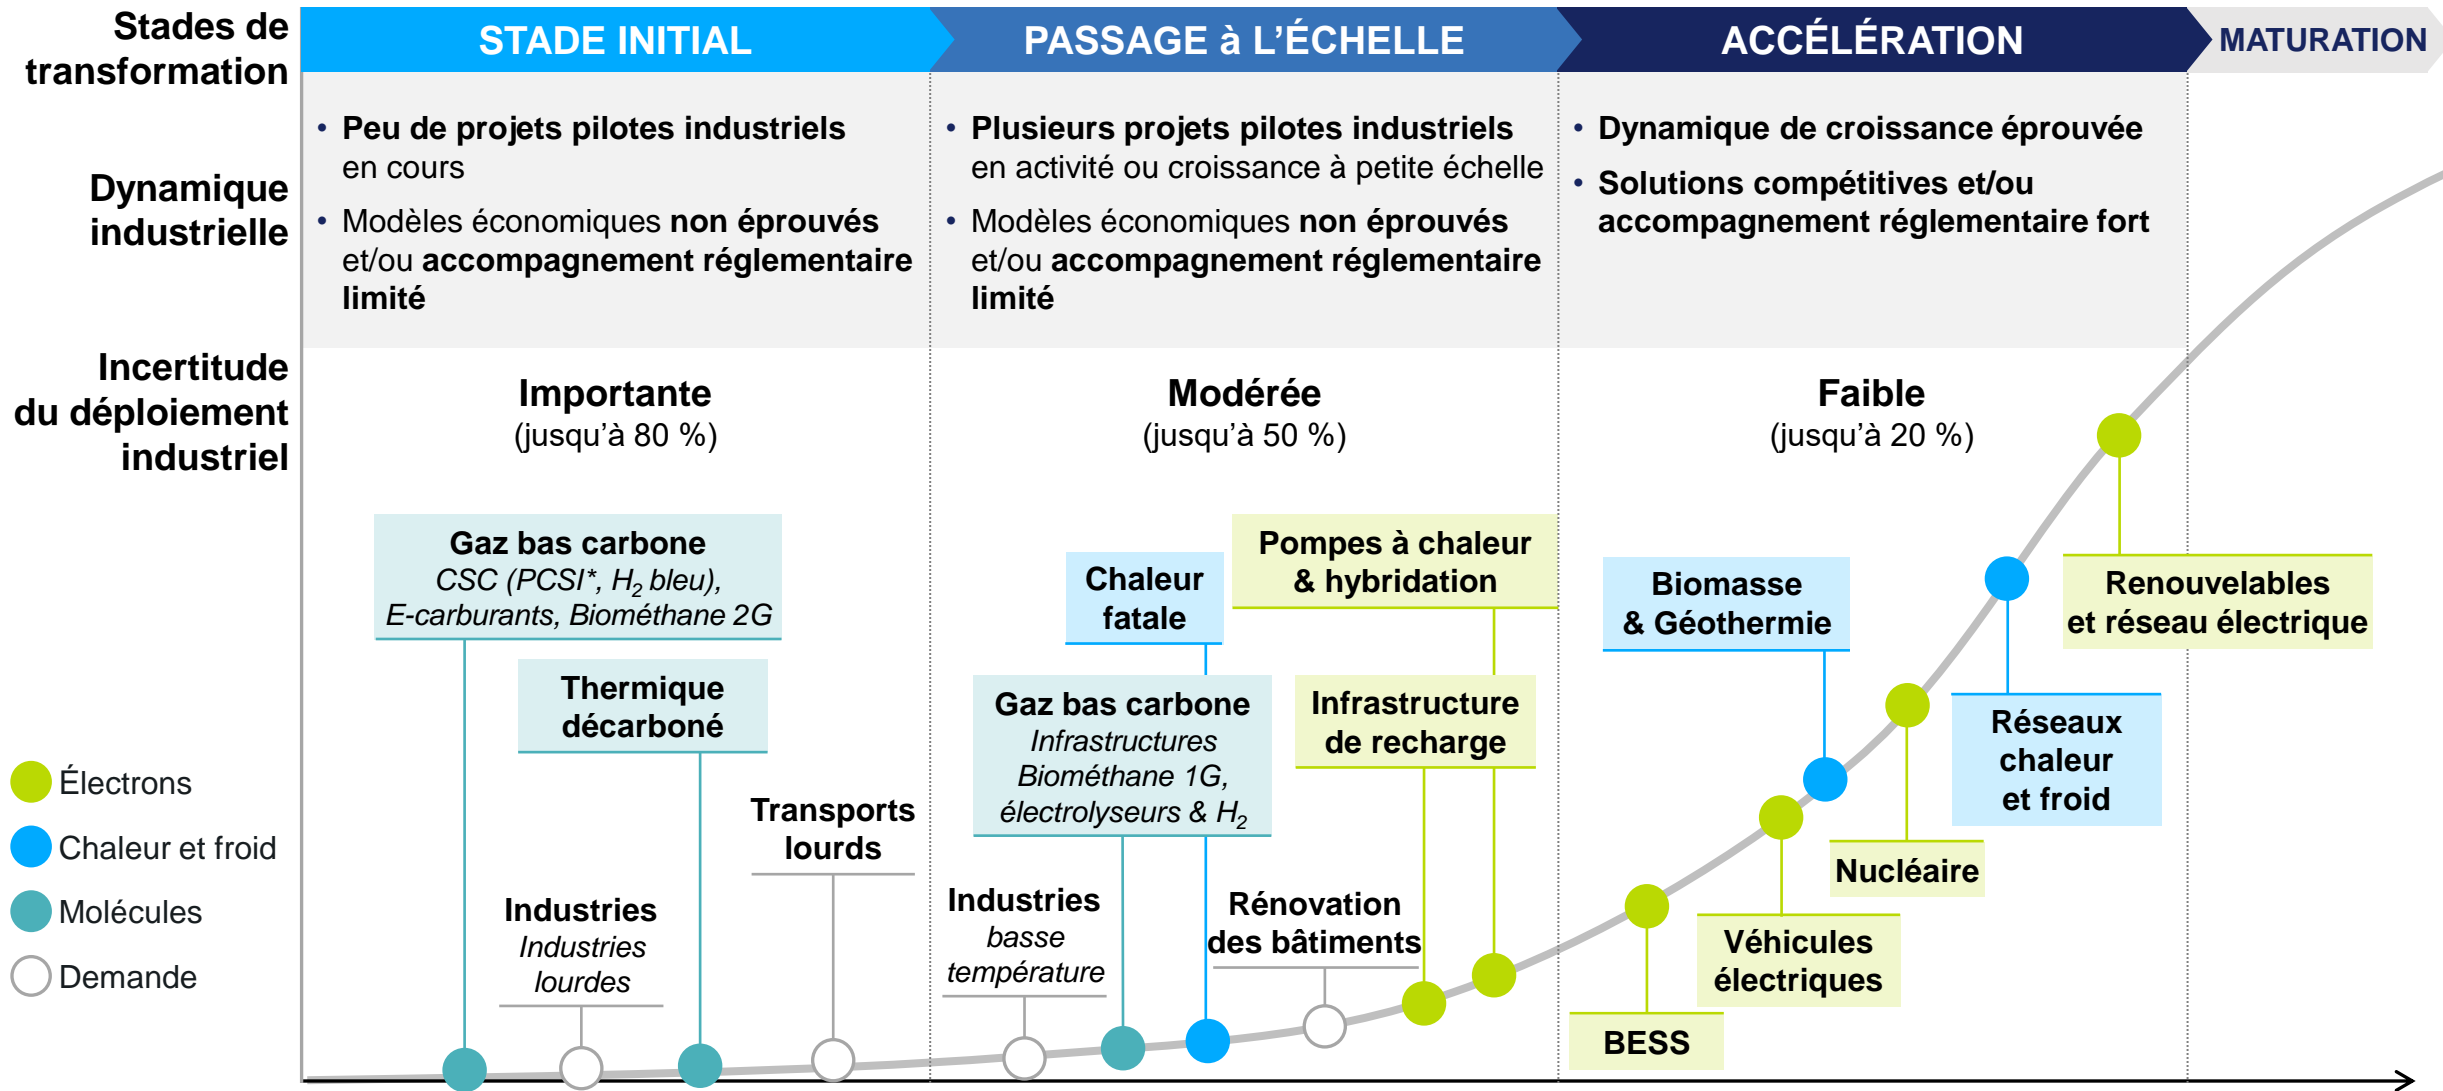 Stades de
transformation
STADE INITIAL
PASSAGE à L'ÉCHELLE
ACCÉLÉRATION
MATURATION
Dynamique
industrielle
• Peu de projets pilotes industriels
en cours
• Modèles économiques non éprouvés
et/ou accompagnement réglementaire
limité
• Plusieurs projets pilotes industriels
en activité ou croissance à petite échelle
• Modèles économiques non éprouvés
et/ou accompagnement réglementaire
limité
• Dynamique de croissance éprouvée
• Solutions compétitives et/ou
accompagnement réglementaire fort
Incertitude
du déploiement
industriel
Importante
(jusqu'à 80 %)
Modérée
(jusqu'à 50 %)
Faible
(jusqu'à 20 %)
Gaz bas carbone
CSC (PCSI*, H₂ bleu),
E-carburants, Biométhane 2G
Thermique
décarboné
Transports
lourds
Industries
Industries
lourdes
Chaleur
fatale
Pompes à chaleur
& hybridation
Gaz bas carbone
Infrastructures
Biométhane 1G,
électrolyseurs & H₂
Infrastructure
de recharge
Industries
basse
température
Rénovation
des bâtiments
Biomasse
& Géothermie
Renouvelables
et réseau électrique
Réseaux
chaleur
et froid
Nucléaire
Véhicules
électriques
BESS
Électrons
Chaleur et froid
Molécules
Demande